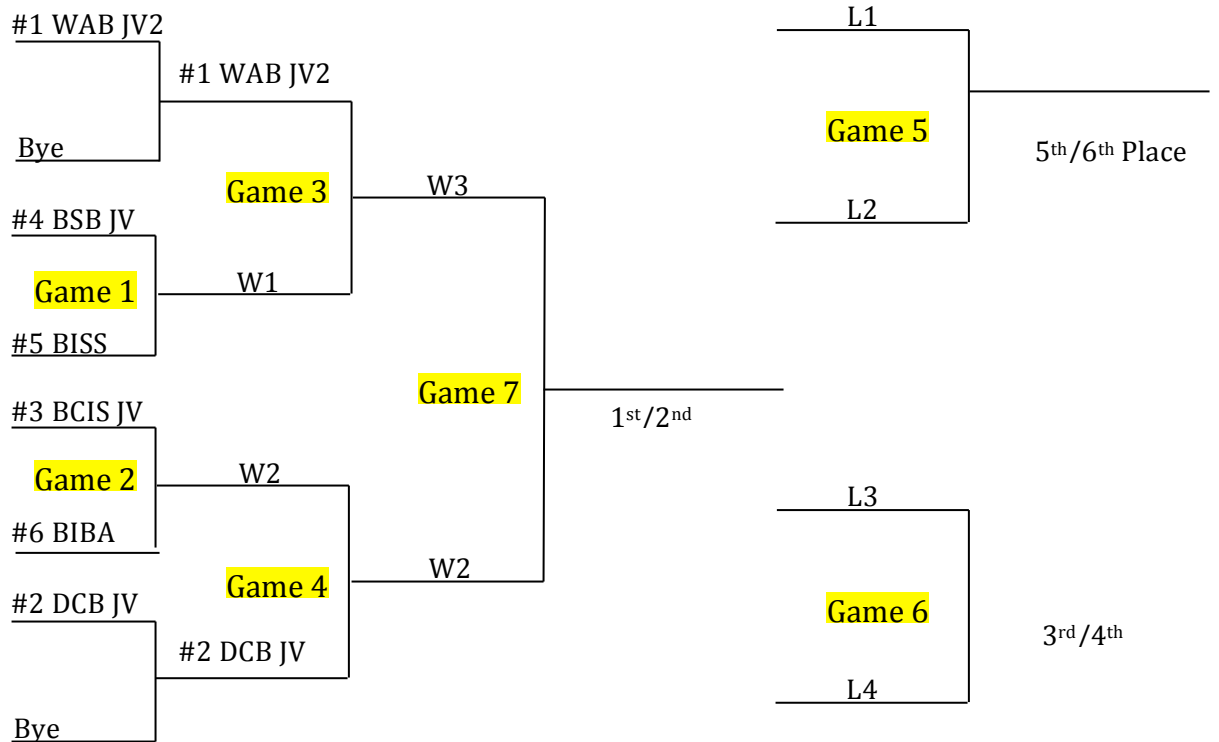 #1 WAB JV2
#1 WAB JV2
Bye
Game 3
W3
#4 BSB JV
Game 1
W1
#5 BISS
Game 7
1st/2nd
#3 BCIS JV
Game 2
W2
#6 BIBA
Game 4
W2
#2 DCB JV
#2 DCB JV
Bye
L1
Game 5
5th/6th Place
L2
L3
Game 6
3rd/4th
L4